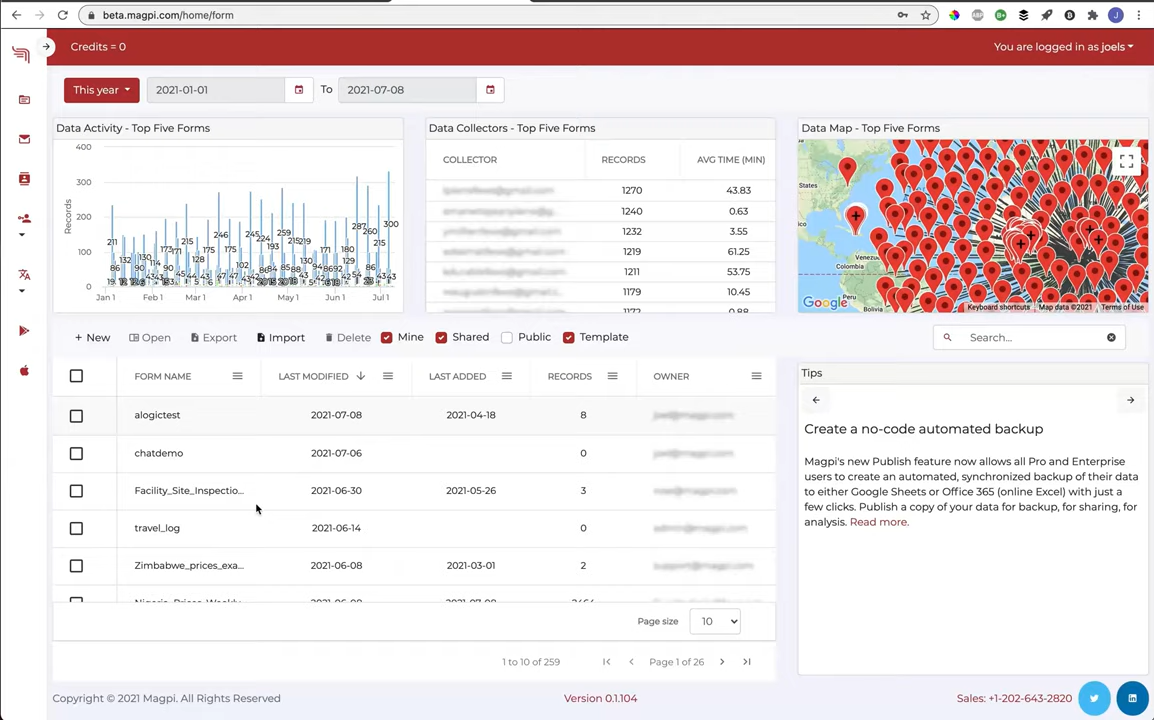 beta.magpi.com/home/form
Credits = 0
You are logged in as joels
This year
2021-01-01
To
2021-07-08
Data Activity - Top Five Forms
Records
400
300
200
100
0
Jan 1
Feb 1
Mar 1
Apr 1
May 1
Jun 1
Jul 1
Data Collectors - Top Five Forms
COLLECTOR RECORDS AVG TIME (MIN)
1270 43.83
1240 0.63
1232 3.55
1219 61.25
1211 53.75
1179 10.45
1172 0.88
Data Map - Top Five Forms
States
Colombia
Venezue
Peru
Bolivia
Google
Keyboard shortcuts Map data ©2021 Terms of Use
+ New Open Export Import Delete Mine Shared Public Template
Search...
FORM NAME LAST MODIFIED LAST ADDED RECORDS OWNER
alogictest 2021-07-08 2021-04-18 8
chatdemo 2021-07-06 0
Facility_Site_Inspectio... 2021-06-30 2021-05-26 3
travel_log 2021-06-14 0
Zimbabwe_prices_exa... 2021-06-08 2021-03-01 2
Page size 10
1 to 10 of 259 Page 1 of 26
Tips
Create a no-code automated backup
Magpi's new Publish feature now allows all Pro and Enterprise
users to create an automated, synchronized backup of their data
to either Google Sheets or Office 365 (online Excel) with just a
few clicks. Publish a copy of your data for backup, for sharing, for
analysis. Read more.
Copyright © 2021 Magpi. All Rights Reserved
Version 0.1.104
Sales: +1-202-643-2820